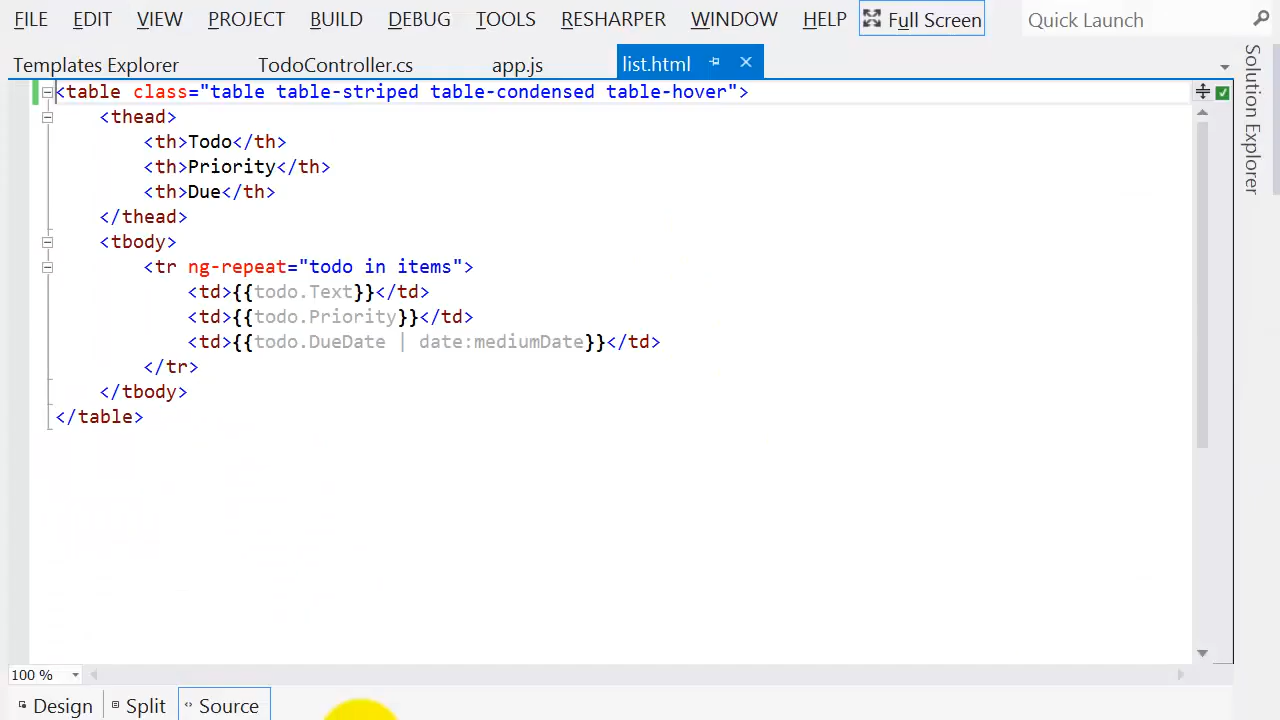 FILE EDIT VIEW PROJECT BUILD DEBUG TOOLS RESHARPER WINDOW HELP Full Screen Quick Launch
Templates Explorer TodoController.cs app.js list.html
<table class="table table-striped table-condensed table-hover">
<thead>
<th>Todo</th>
<th>Priority</th>
<th>Due</th>
</thead>
<tbody>
<tr ng-repeat="todo in items">
<td>{{todo.Text}}</td>
<td>{{todo.Priority}}</td>
<td>{{todo.DueDate | date:mediumDate}}</td>
</tr>
</tbody>
</table>
Solution Explorer
100 %
Design Split Source